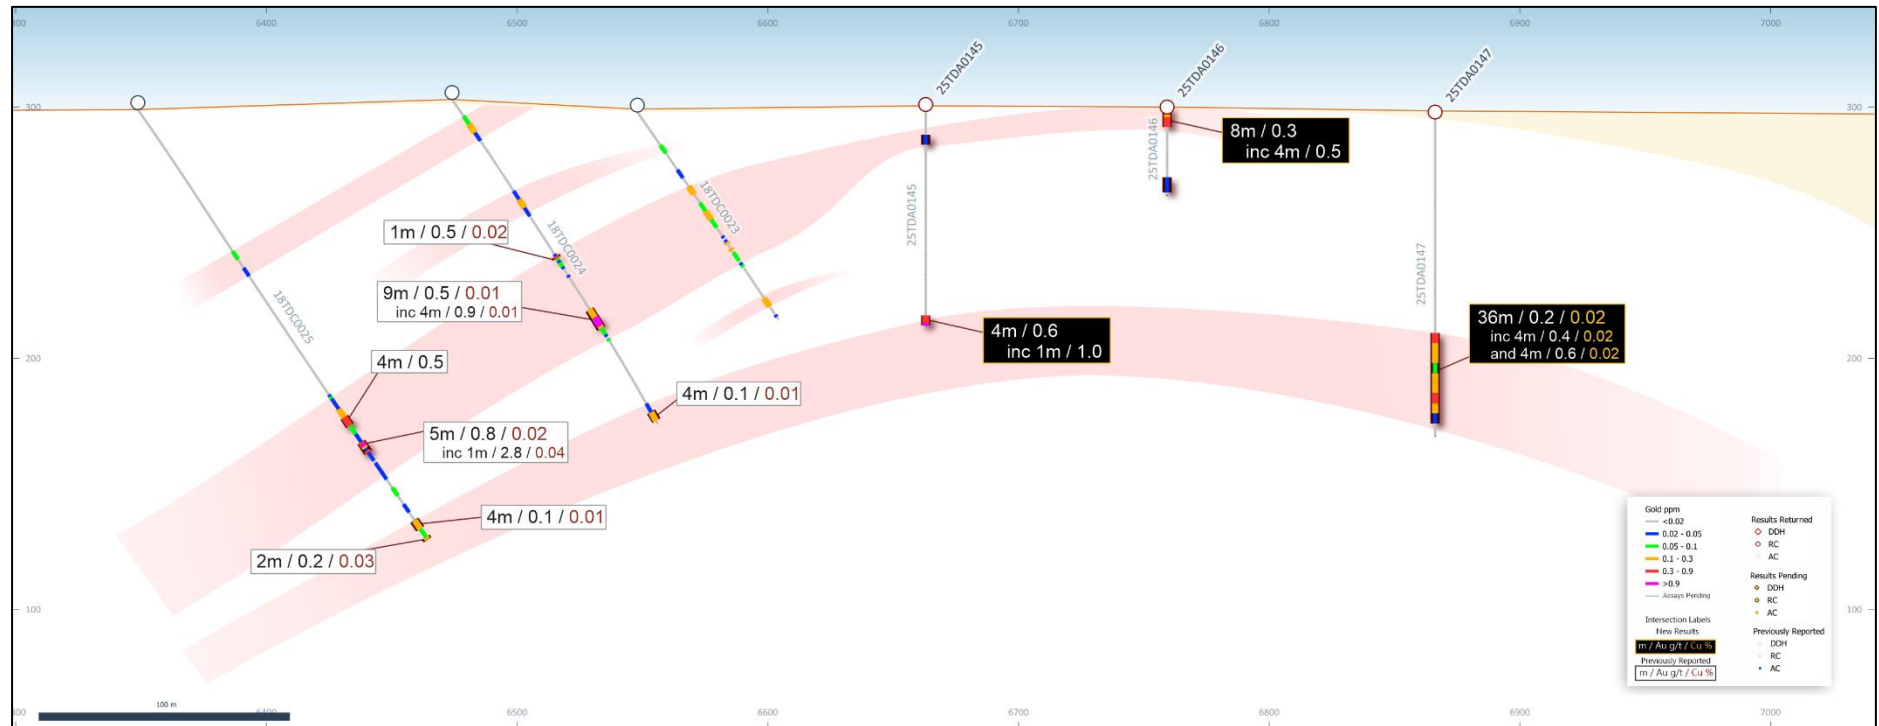 6400
6500
6600
6700
6800
6900
7000
25TDA0145
25TDA0146
25TDA0147
300
300
8m / 0.3
inc 4m / 0.5
25TDA0146
18TDC0023
25TDA0145
1m / 0.5 / 0.02
18TDC0024
25TDA0147
9m / 0.5 / 0.01
inc 4m / 0.9 / 0.01
18TDC0025
4m / 0.6
inc 1m / 1.0
36m / 0.2 / 0.02
inc 4m / 0.4 / 0.02
and 4m / 0.6 / 0.02
200
200
4m / 0.5
4m / 0.1 / 0.01
5m / 0.8 / 0.02
inc 1m / 2.8 / 0.04
4m / 0.1 / 0.01
2m / 0.2 / 0.03
100
100
Gold ppm
<0.02
0.02 - 0.05
0.05 - 0.1
0.1 - 0.3
0.3 - 0.9
>0.9
Assays Pending
Intersection Labels
New Results
m / Au g/t / Cu %
Previously Reported
m / Au g/t / Cu %
Results Returned
DDH
RC
AC
Results Pending
DDH
RC
AC
Previously Reported
DDH
RC
AC
100 m
6400
6500
6600
6700
6800
6900
7000